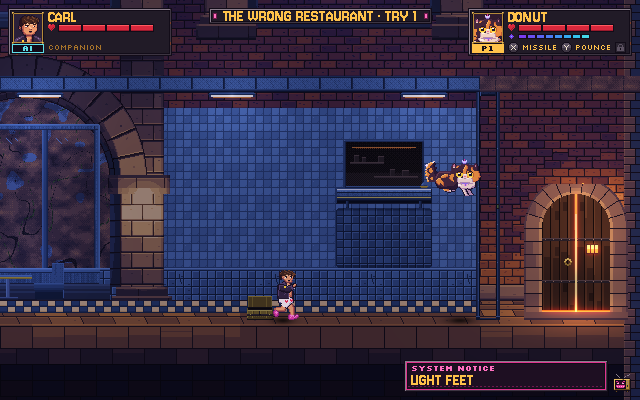 CARL
AI COMPANION
THE WRONG RESTAURANT · TRY 1
DONUT
P1 X MISSILE Y POUNCE
SYSTEM NOTICE
LIGHT FEET